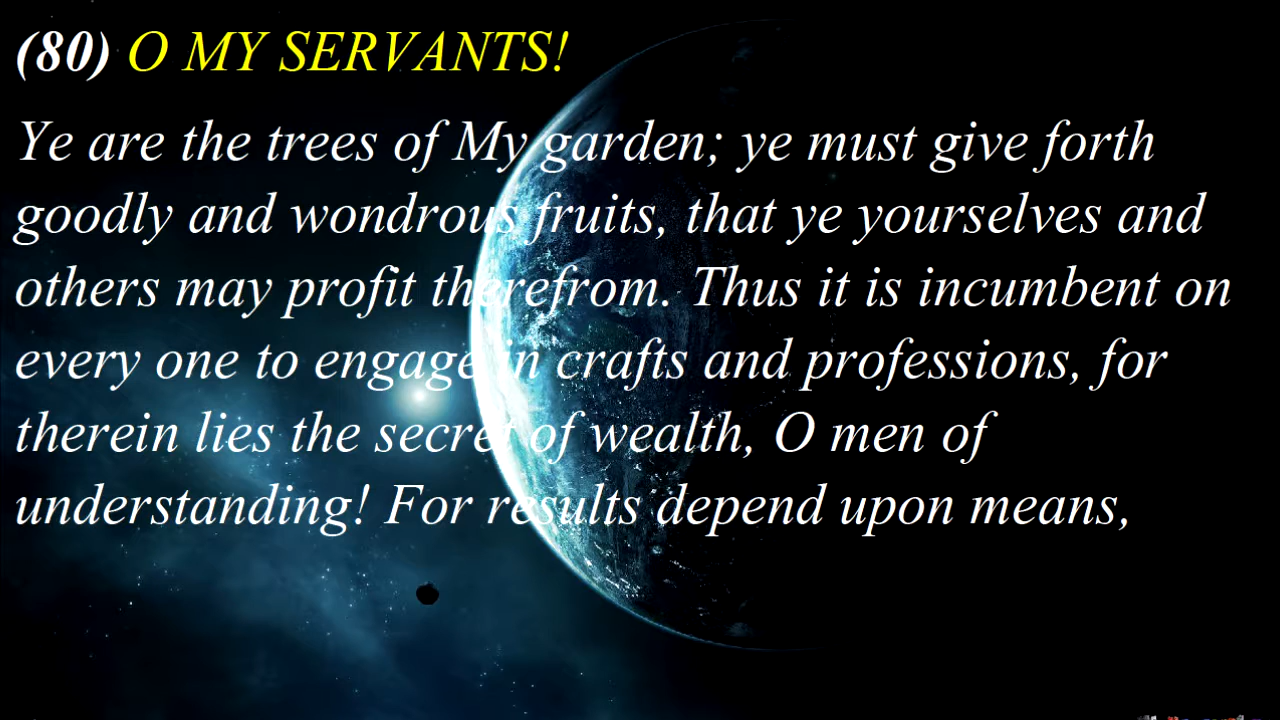 (80) O MY SERVANTS!
Ye are the trees of My garden; ye must give forth
goodly and wondrous fruits, that ye yourselves and
others may profit therefrom. Thus it is incumbent on
every one to engage in crafts and professions, for
therein lies the secret of wealth, O men of
understanding! For results depend upon means,